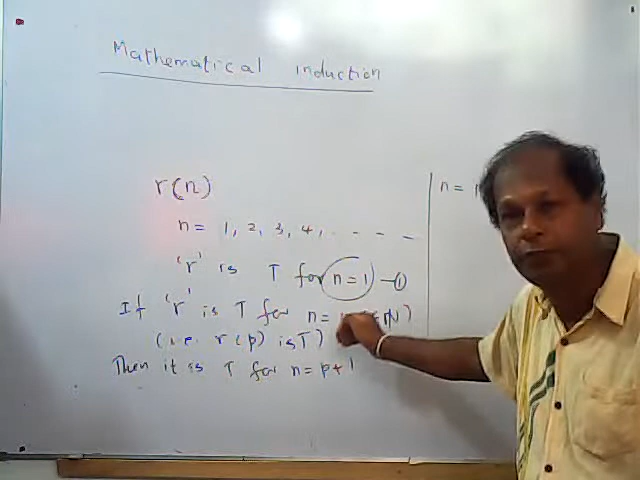 Mathematical induction
r(n)
n = 1, 2, 3, 4, . - - -
'r' is T for n = 1 -①
n = 1
If 'r' is T for n =
(i.e. r(p) is T)
Then it is T for n = p+1